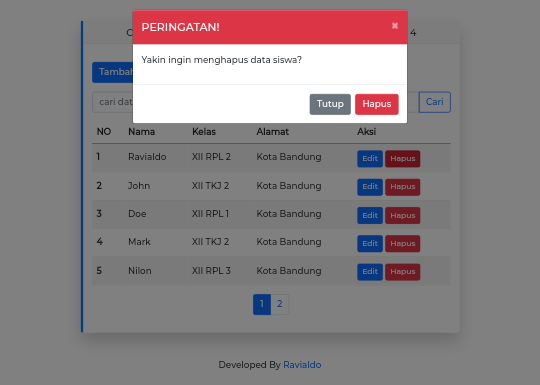 PERINGATAN! ×
Yakin ingin menghapus data siswa?
Tutup Hapus
cari dat Cari
NO Nama Kelas Alamat Aksi
1 Ravialdo XII RPL 2 Kota Bandung Edit Hapus
2 John XII TKJ 2 Kota Bandung Edit Hapus
3 Doe XII RPL 1 Kota Bandung Edit Hapus
4 Mark XII TKJ 2 Kota Bandung Edit Hapus
5 Nilon XII RPL 3 Kota Bandung Edit Hapus
1 2
Developed By Ravialdo